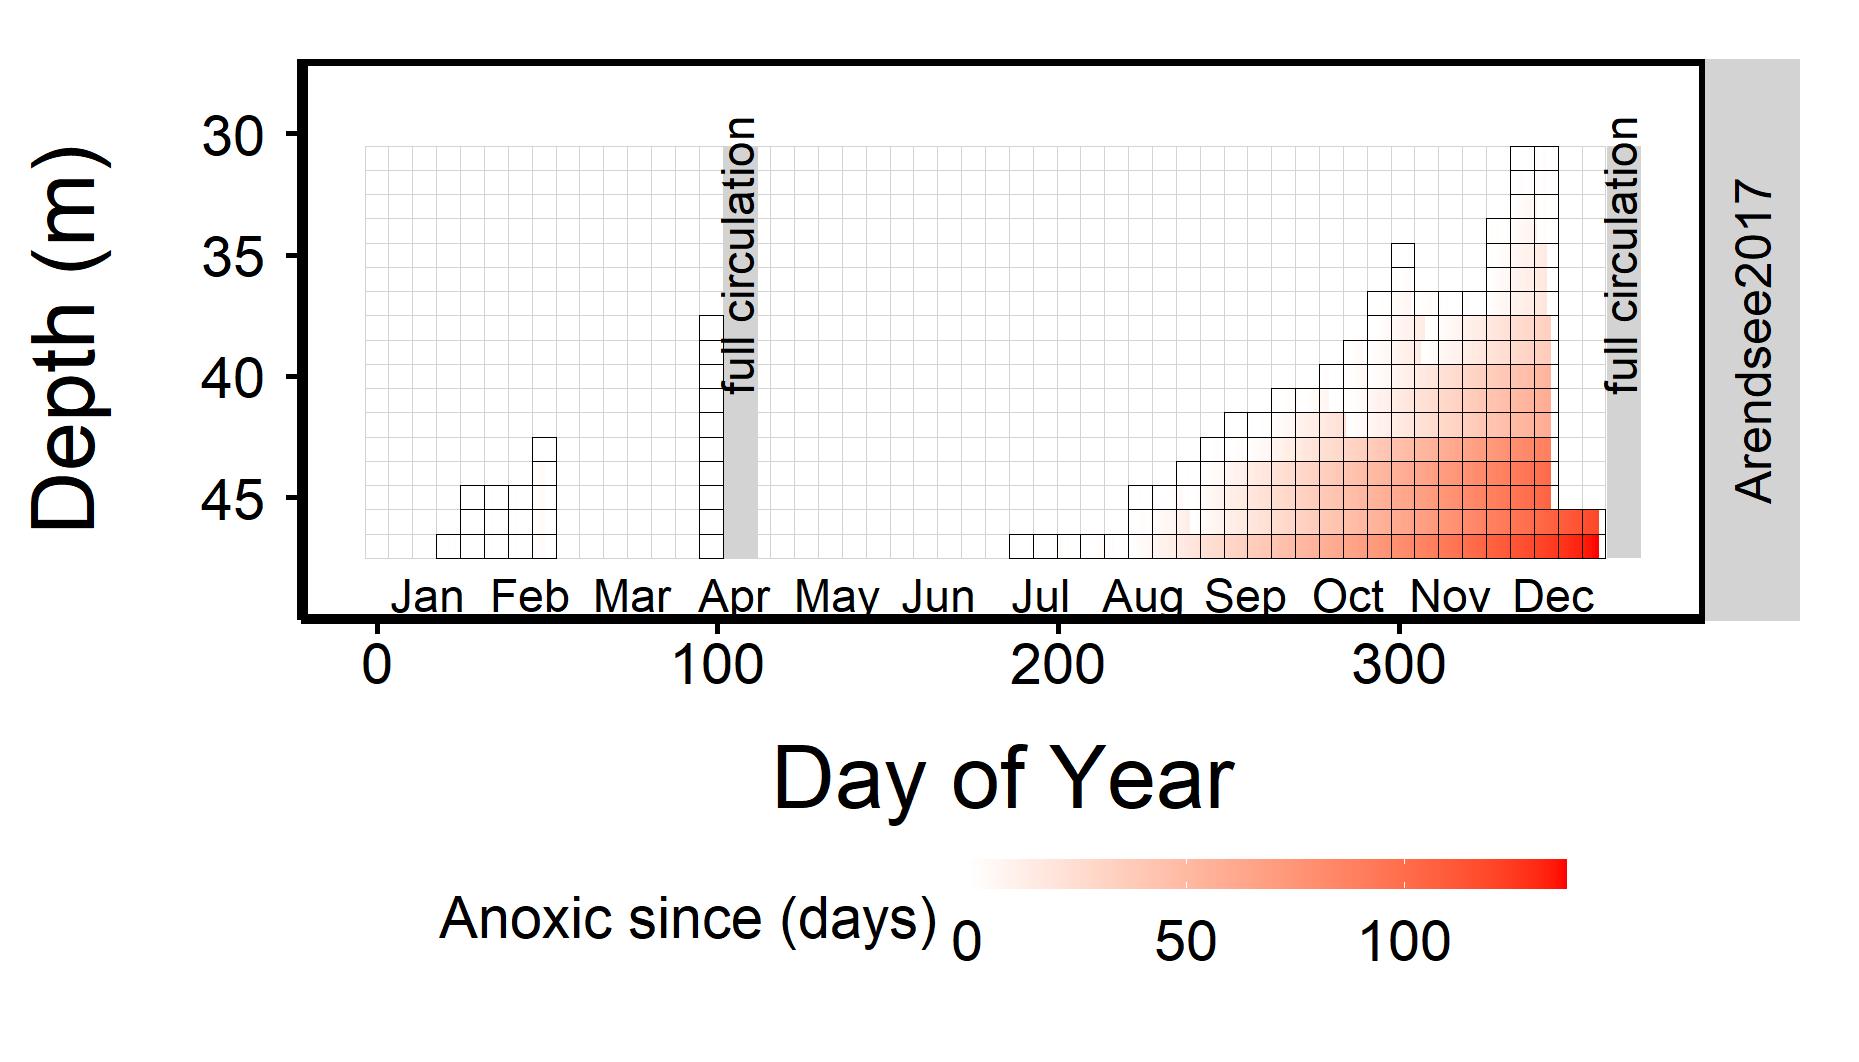 30
35
40
45
Depth (m)
full circulation
full circulation
Arendsee2017
Jan Feb Mar Apr May Jun Jul Aug Sep Oct Nov Dec
0 100 200 300
Day of Year
Anoxic since (days)
0 50 100